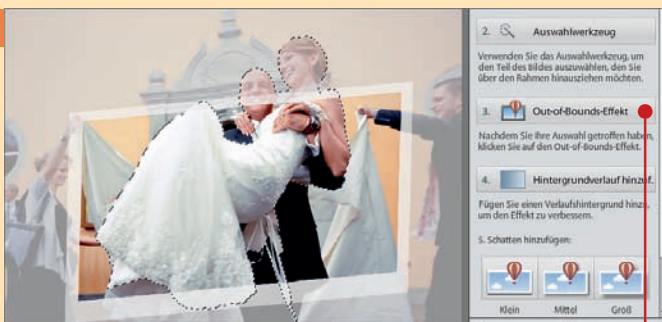 2. Auswahlwerkzeug
Verwenden Sie das Auswahlwerkzeug, um
den Teil des Bildes auszuwählen, den Sie
über den Rahmen hinausziehen möchten.
3. Out-of-Bounds-Effekt
Nachdem Sie Ihre Auswahl getroffen haben,
klicken Sie auf den Out-of-Bounds-Effekt.
4. Hintergrundverlauf hinzuf.
Fügen Sie einen Verlaufshintergrund hinzu,
um den Effekt zu verbessern.
5. Schatten hinzufügen:
Klein Mittel Groß